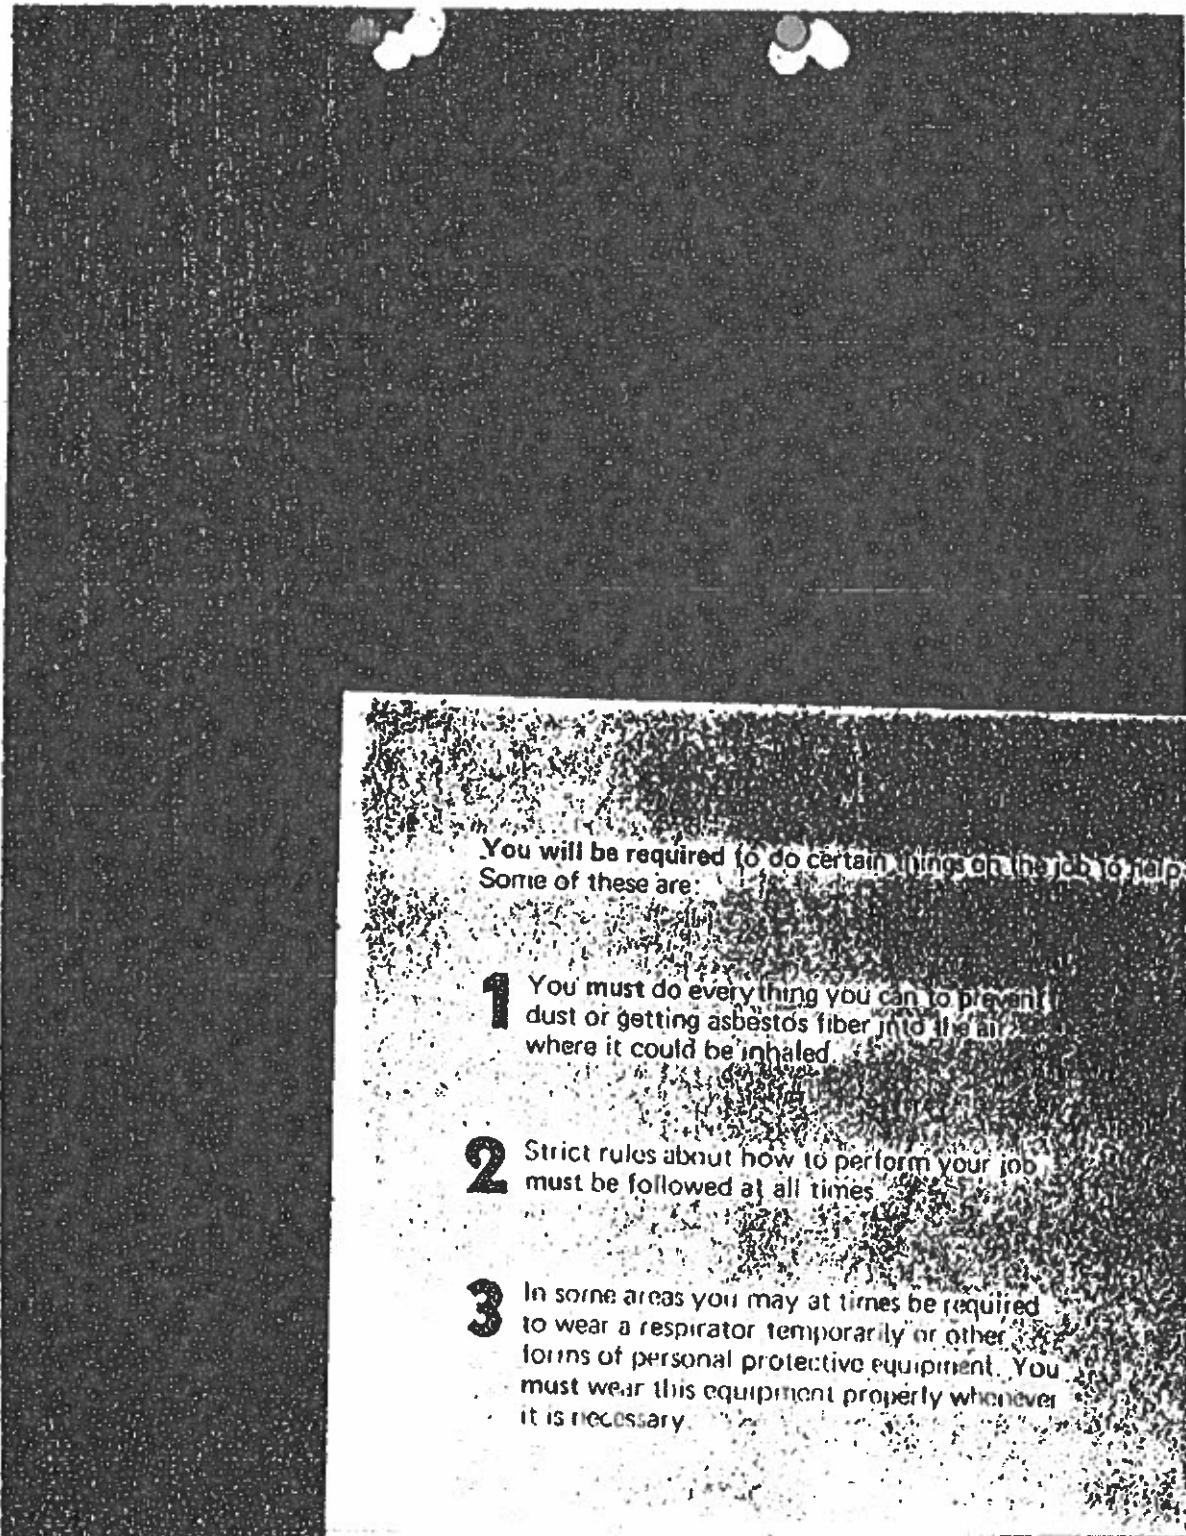 You will be required to do certain things on the job to help
Some of these are:
1 You must do everything you can to prevent
dust or getting asbestos fiber into the air
where it could be inhaled.
2 Strict rules about how to perform your job
must be followed at all times
3 In some areas you may at times be required
to wear a respirator temporarily or other
forms of personal protective equipment. You
must wear this equipment properly whenever
it is necessary.